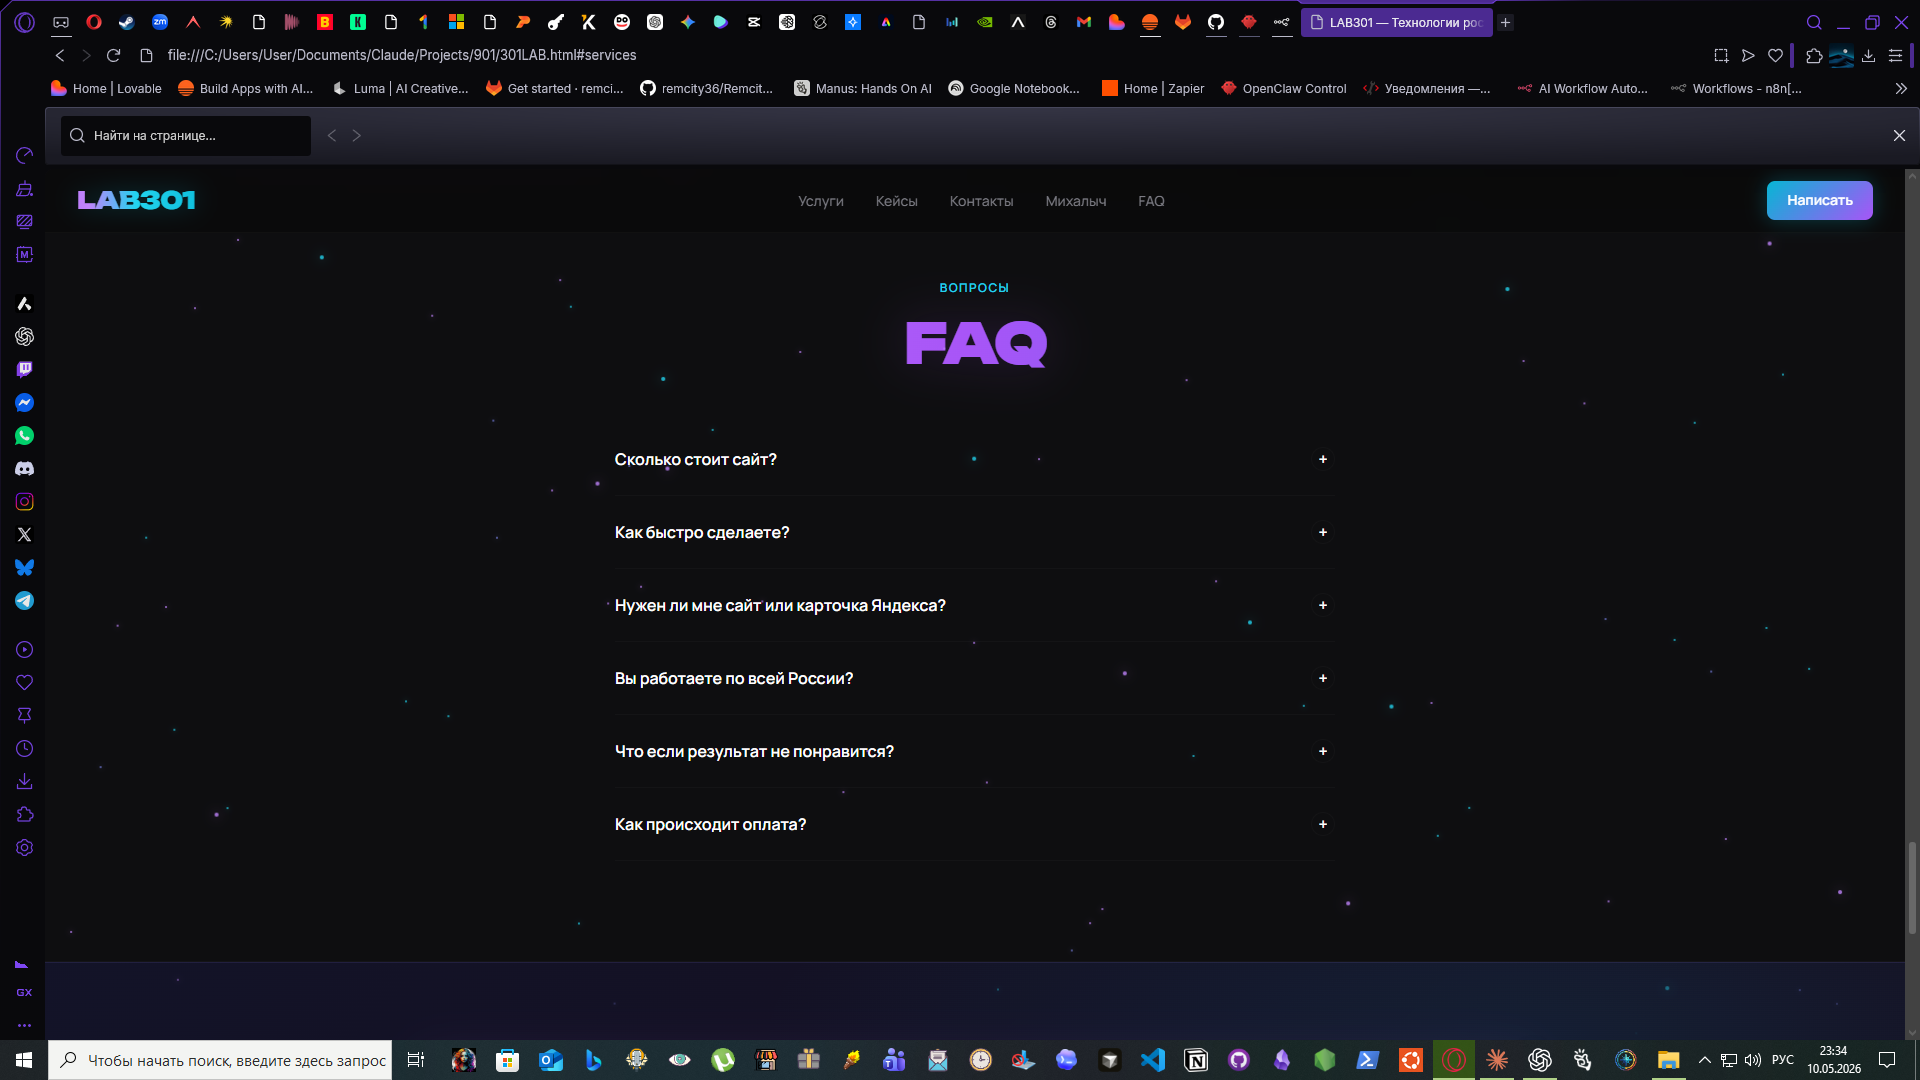 LAB301 — Технологии рос
file:///C:/Users/User/Documents/Claude/Projects/901/301LAB.html#services
Home | Lovable
Build Apps with AI...
Luma | AI Creative...
Get started · remci...
remcity36/Remcit...
Manus: Hands On AI
Google Notebook...
Home | Zapier
OpenClaw Control
Уведомления —...
AI Workflow Auto...
Workflows - n8n[...
Найти на странице...
LAB301
Услуги
Кейсы
Контакты
Михалыч
FAQ
Написать
ВОПРОСЫ
FAQ
Сколько стоит сайт? +
Как быстро сделаете? +
Нужен ли мне сайт или карточка Яндекса? +
Вы работаете по всей России? +
Что если результат не понравится? +
Как происходит оплата? +
GX
Чтобы начать поиск, введите здесь запрос
РУС
23:34
10.05.2026